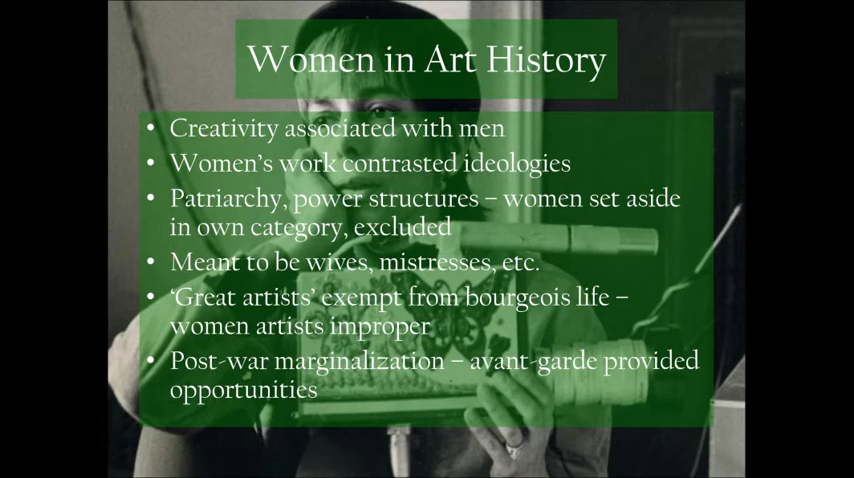 Women in Art History
• Creativity associated with men
• Women's work contrasted ideologies
• Patriarchy, power structures – women set aside
in own category, excluded
• Meant to be wives, mistresses, etc.
• ‘Great artists’ exempt from bourgeois life –
women artists improper
• Post-war marginalization – avant-garde provided
opportunities